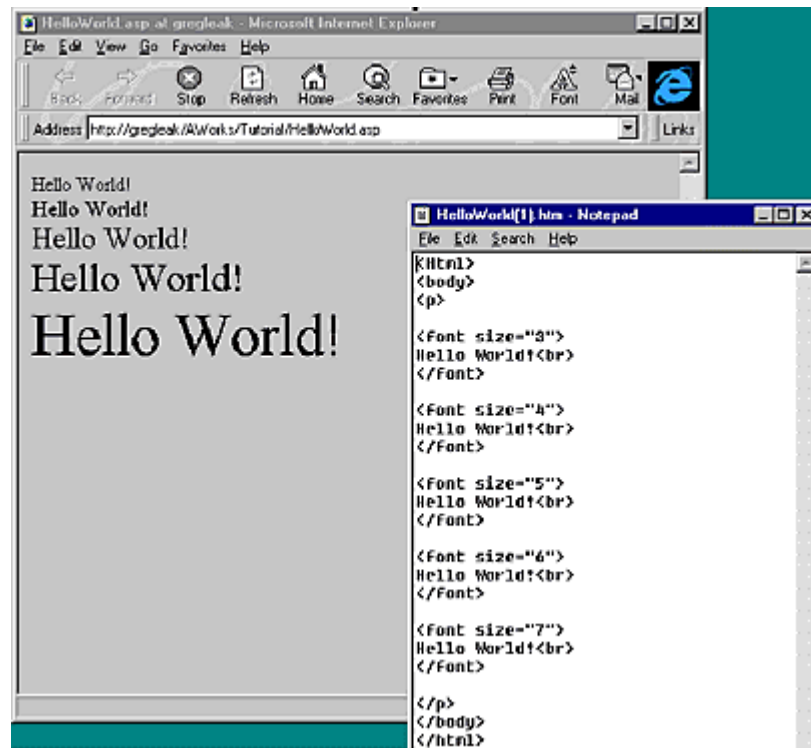 HelloWorld.asp at gregleak - Microsoft Internet Explorer
File Edit View Go Favorites Help
Back Forward Stop Refresh Home Search Favorites Print Font Mail
Address http://gregleak/AWorks/Tutorial/HelloWorld.asp Links
Hello World!
Hello World!
Hello World!
Hello World!
Hello World!
HelloWorld[1].htm - Notepad
File Edit Search Help
<Html>
<body>
<p>
<font size="3">
Hello World!<br>
</font>
<font size="4">
Hello World!<br>
</font>
<font size="5">
Hello World!<br>
</font>
<font size="6">
Hello World!<br>
</font>
<font size="7">
Hello World!<br>
</font>
</p>
</body>
</html>